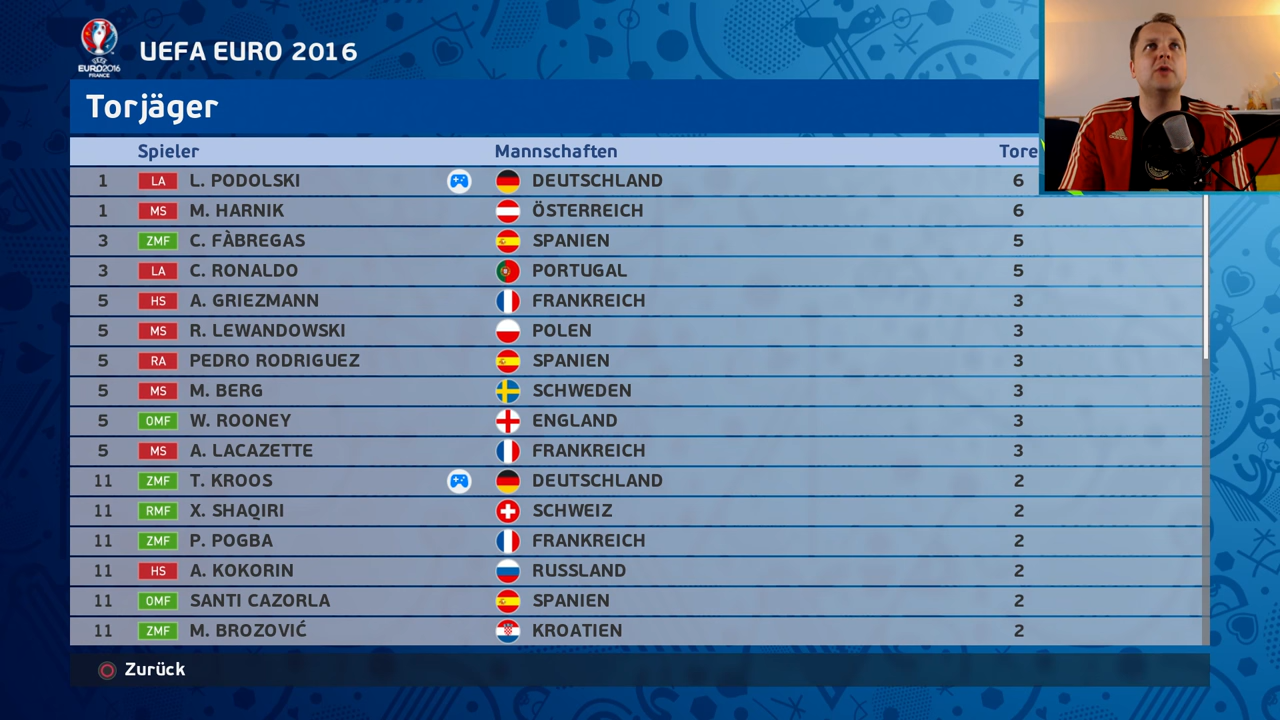 UEFA EURO2016 FRANCE
UEFA EURO 2016
Torjäger
Spieler Mannschaften Tore
1 LA L. PODOLSKI DEUTSCHLAND 6
1 MS M. HARNIK ÖSTERREICH 6
3 ZMF C. FÀBREGAS SPANIEN 5
3 LA C. RONALDO PORTUGAL 5
5 HS A. GRIEZMANN FRANKREICH 3
5 MS R. LEWANDOWSKI POLEN 3
5 RA PEDRO RODRIGUEZ SPANIEN 3
5 MS M. BERG SCHWEDEN 3
5 OMF W. ROONEY ENGLAND 3
5 MS A. LACAZETTE FRANKREICH 3
11 ZMF T. KROOS DEUTSCHLAND 2
11 RMF X. SHAQIRI SCHWEIZ 2
11 ZMF P. POGBA FRANKREICH 2
11 HS A. KOKORIN RUSSLAND 2
11 OMF SANTI CAZORLA SPANIEN 2
11 ZMF M. BROZOVIĆ KROATIEN 2
Zurück